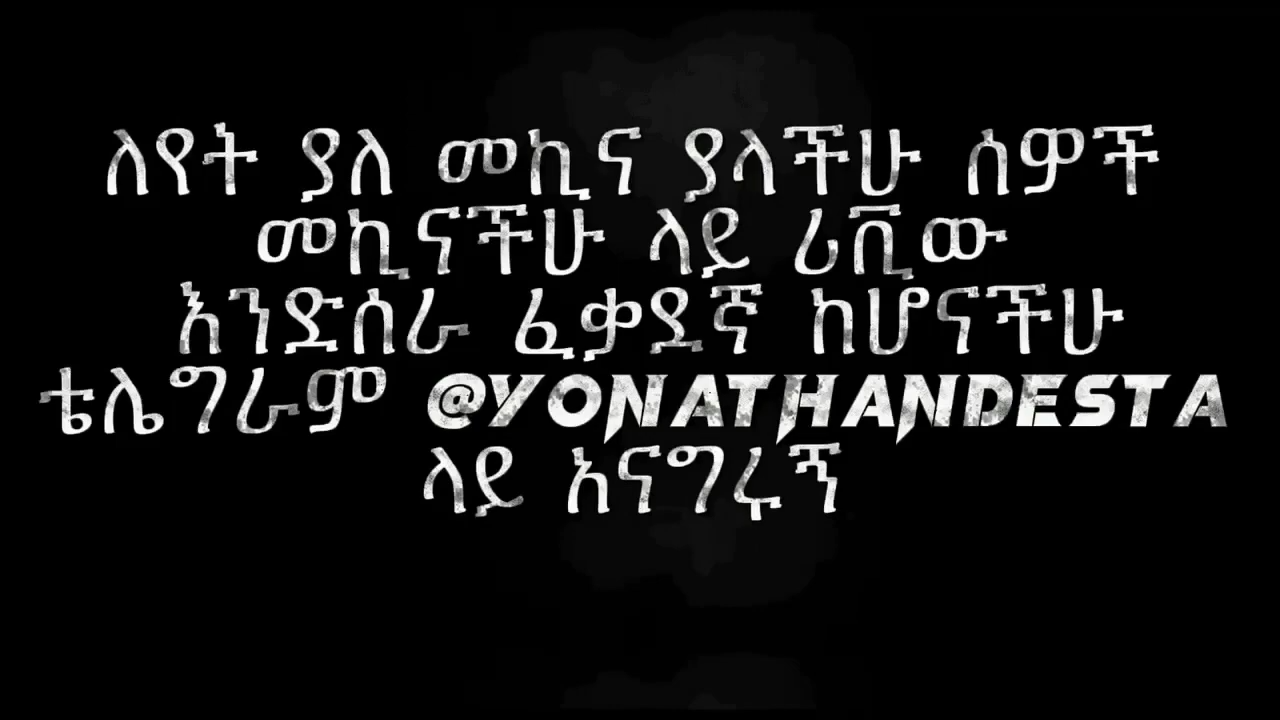 ለየት ያለ መኪና ያላችሁ ሰዎች
መኪናችሁ ላይ ሪቪው
እንድሰራ ፈቃደኛ ከሆናችሁ
ቴሌግራም @YONATHANDESTA
ላይ አናግሩኝ